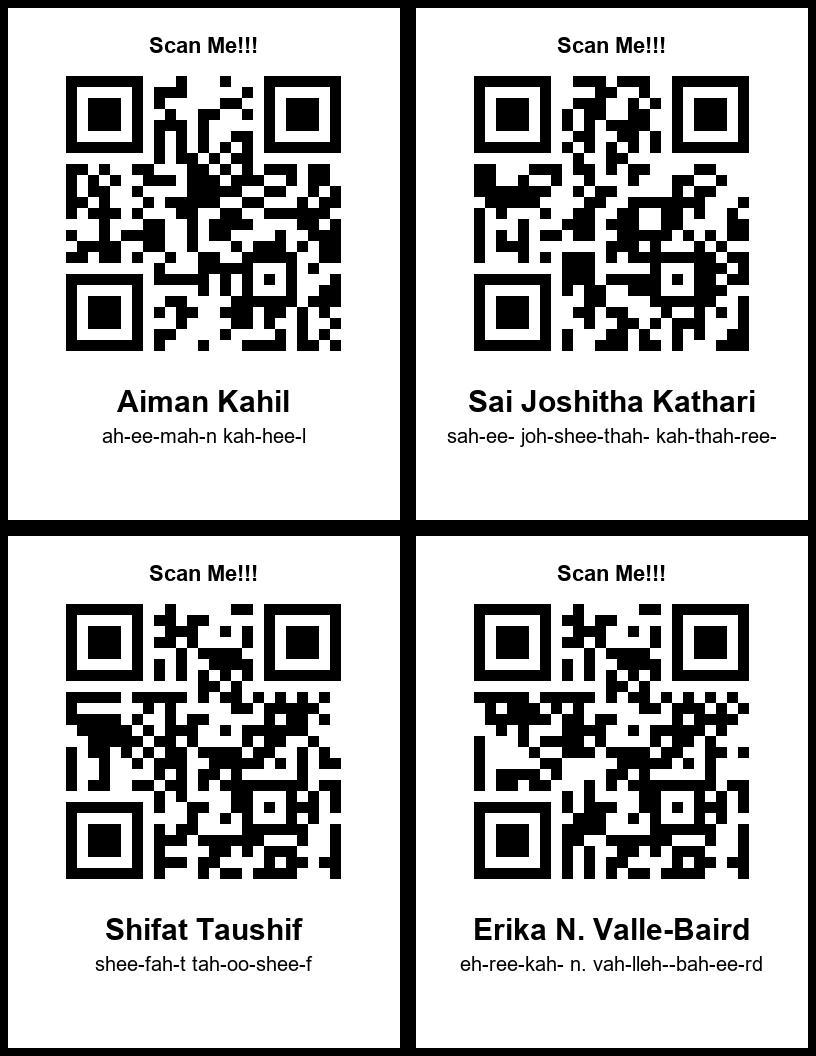 Scan Me!!!
Aiman Kahil
ah-ee-mah-n kah-hee-l
Scan Me!!!
Sai Joshitha Kathari
sah-ee- joh-shee-thah- kah-thah-ree-
Scan Me!!!
Shifat Taushif
shee-fah-t tah-oo-shee-f
Scan Me!!!
Erika N. Valle-Baird
eh-ree-kah- n. vah-lleh--bah-ee-rd